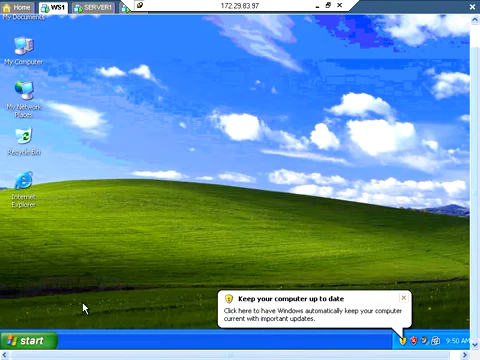 Home
WS1
SERVER1
172.29.83.97
My Documents
My Computer
My Network
Places
Recycle Bin
Internet
Explorer
Keep your computer up to date
Click here to have Windows automatically keep your computer
current with important updates.
start
9:50 AM